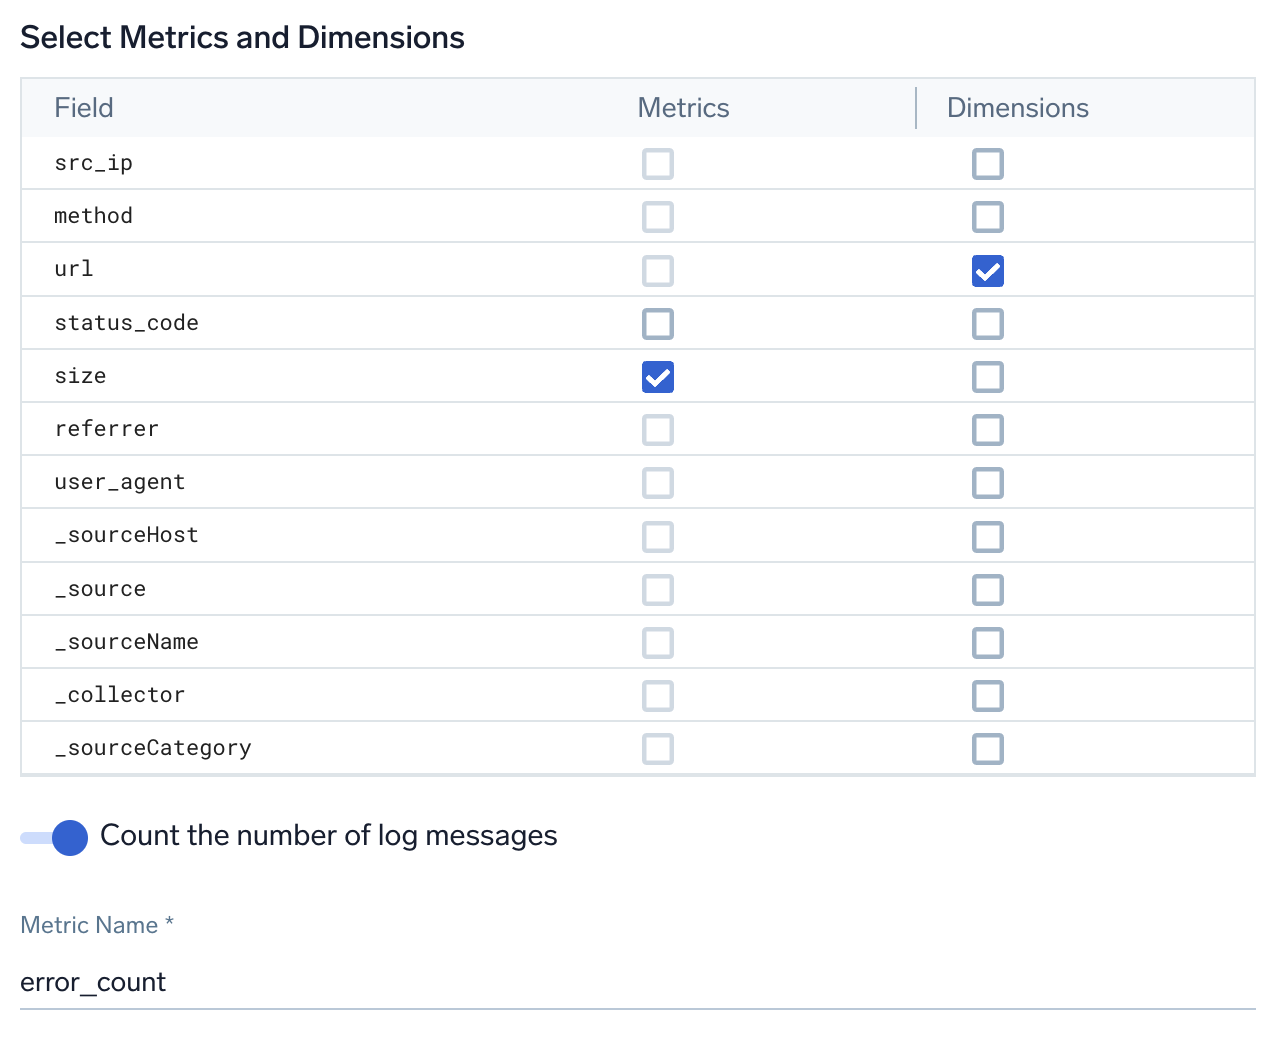 Select Metrics and Dimensions
Field Metrics Dimensions
src_ip
method
url
status_code
size
referrer
user_agent
_sourceHost
_source
_sourceName
_collector
_sourceCategory
Count the number of log messages
Metric Name *
error_count